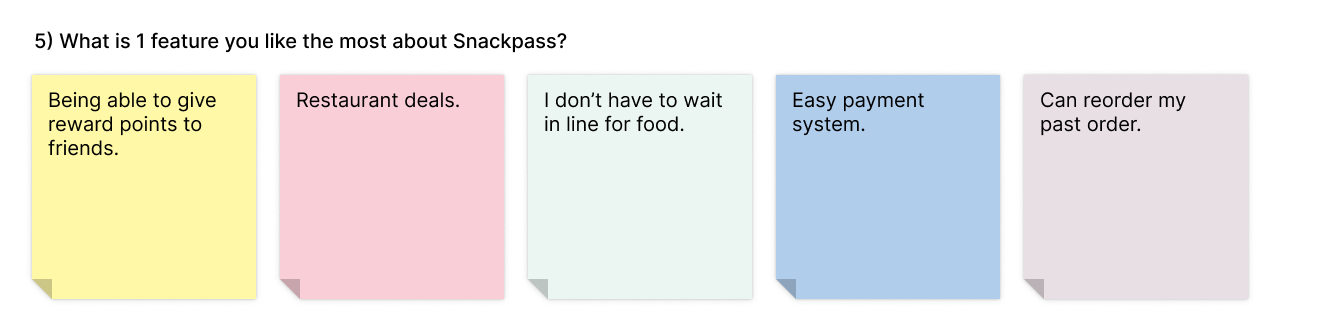 5) What is 1 feature you like the most about Snackpass?
Being able to give
reward points to
friends.
Restaurant deals.
I don’t have to wait
in line for food.
Easy payment
system.
Can reorder my
past order.